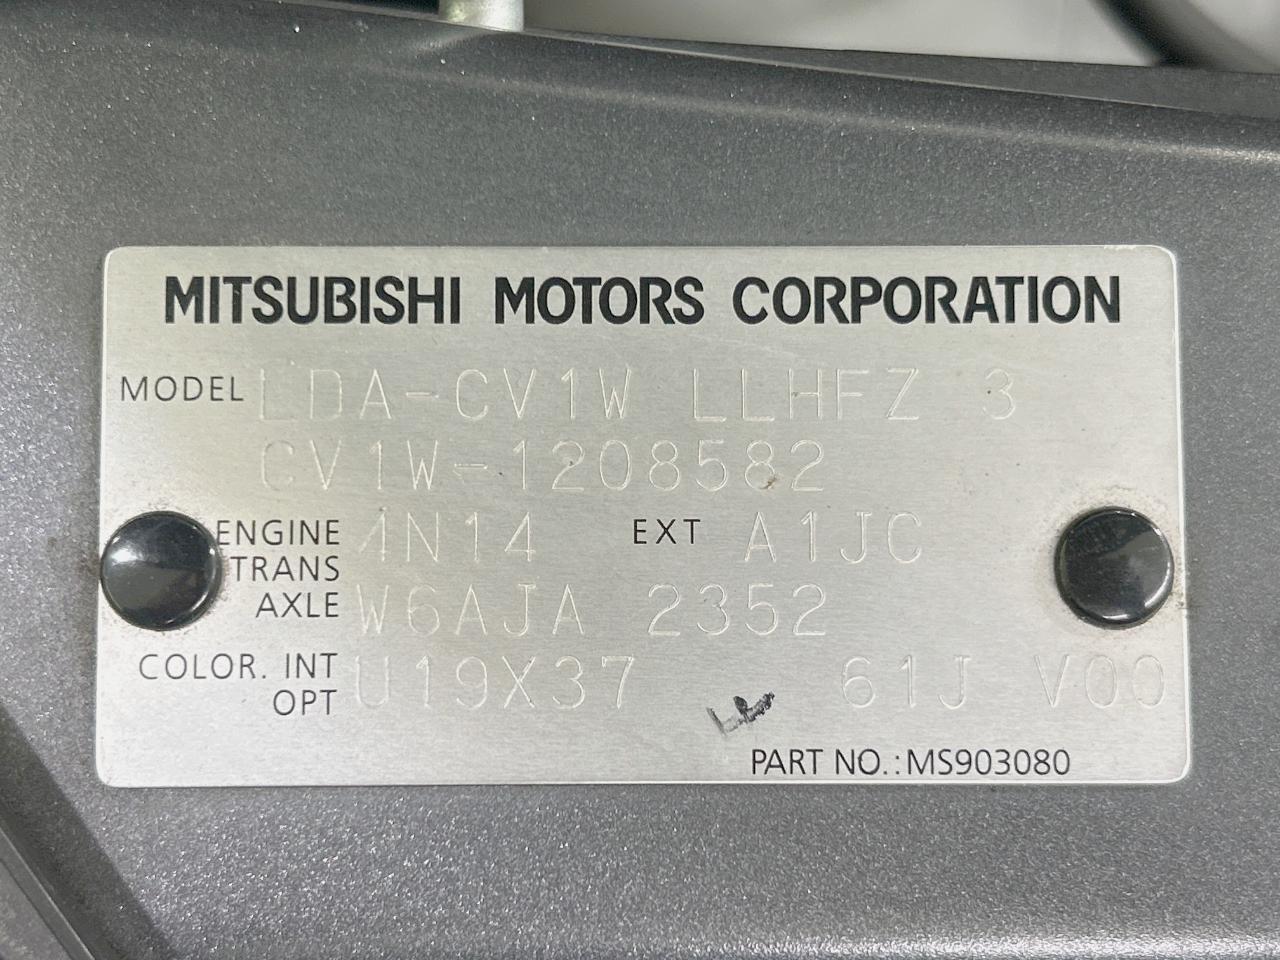 MITSUBISHI MOTORS CORPORATION
MODEL LDA-CV1W LLHFZ 3
CV1W-1208582
ENGINE 4N14 EXT A1JC
TRANS
AXLE W6AJA 2352
COLOR. INT
OPT U19X37 61J V00
PART NO.:MS903080